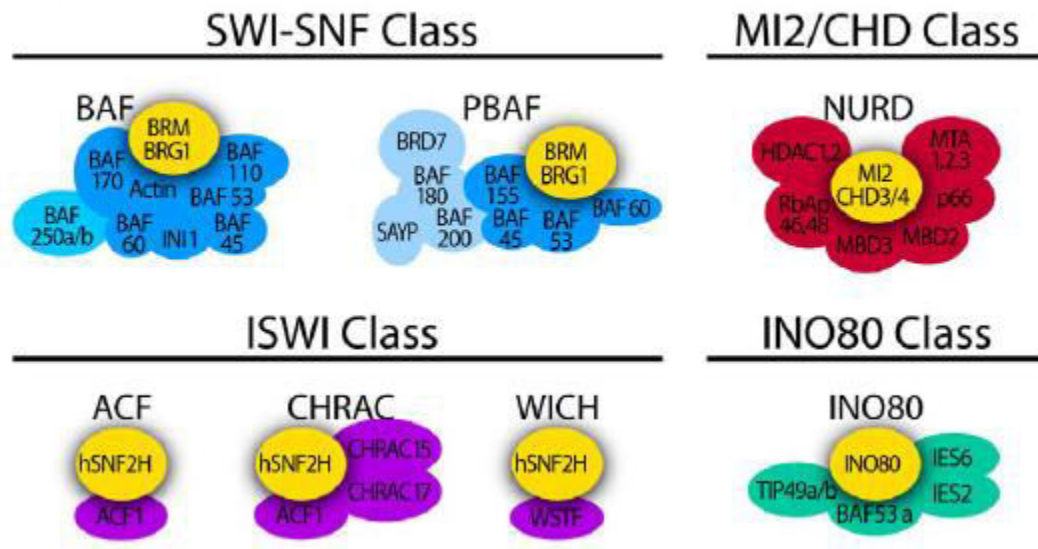 SWI-SNF Class
MI2/CHD Class
BAF
BRM
BRG1
BAF
170
Actin
BAF
110
BAF 53
BAF
250a/b
BAF
60
INI1
BAF
45
PBAF
BRD7
BRM
BRG1
BAF
180
BAF
155
SAYP
BAF
200
BAF
45
BAF
53
BAF 60
NURD
HDAC1,2
MTA
1,2,3
MI2
CHD3/4
RbAp
46,48
p66
MBD3
MBD2
ISWI Class
INO80 Class
ACF
hSNF2H
ACF1
CHRAC
hSNF2H
CHRAC15
CHRAC17
ACF1
WICH
hSNF2H
WSTF
INO80
INO80
IES6
TIP49a/b
IES2
BAF53 a